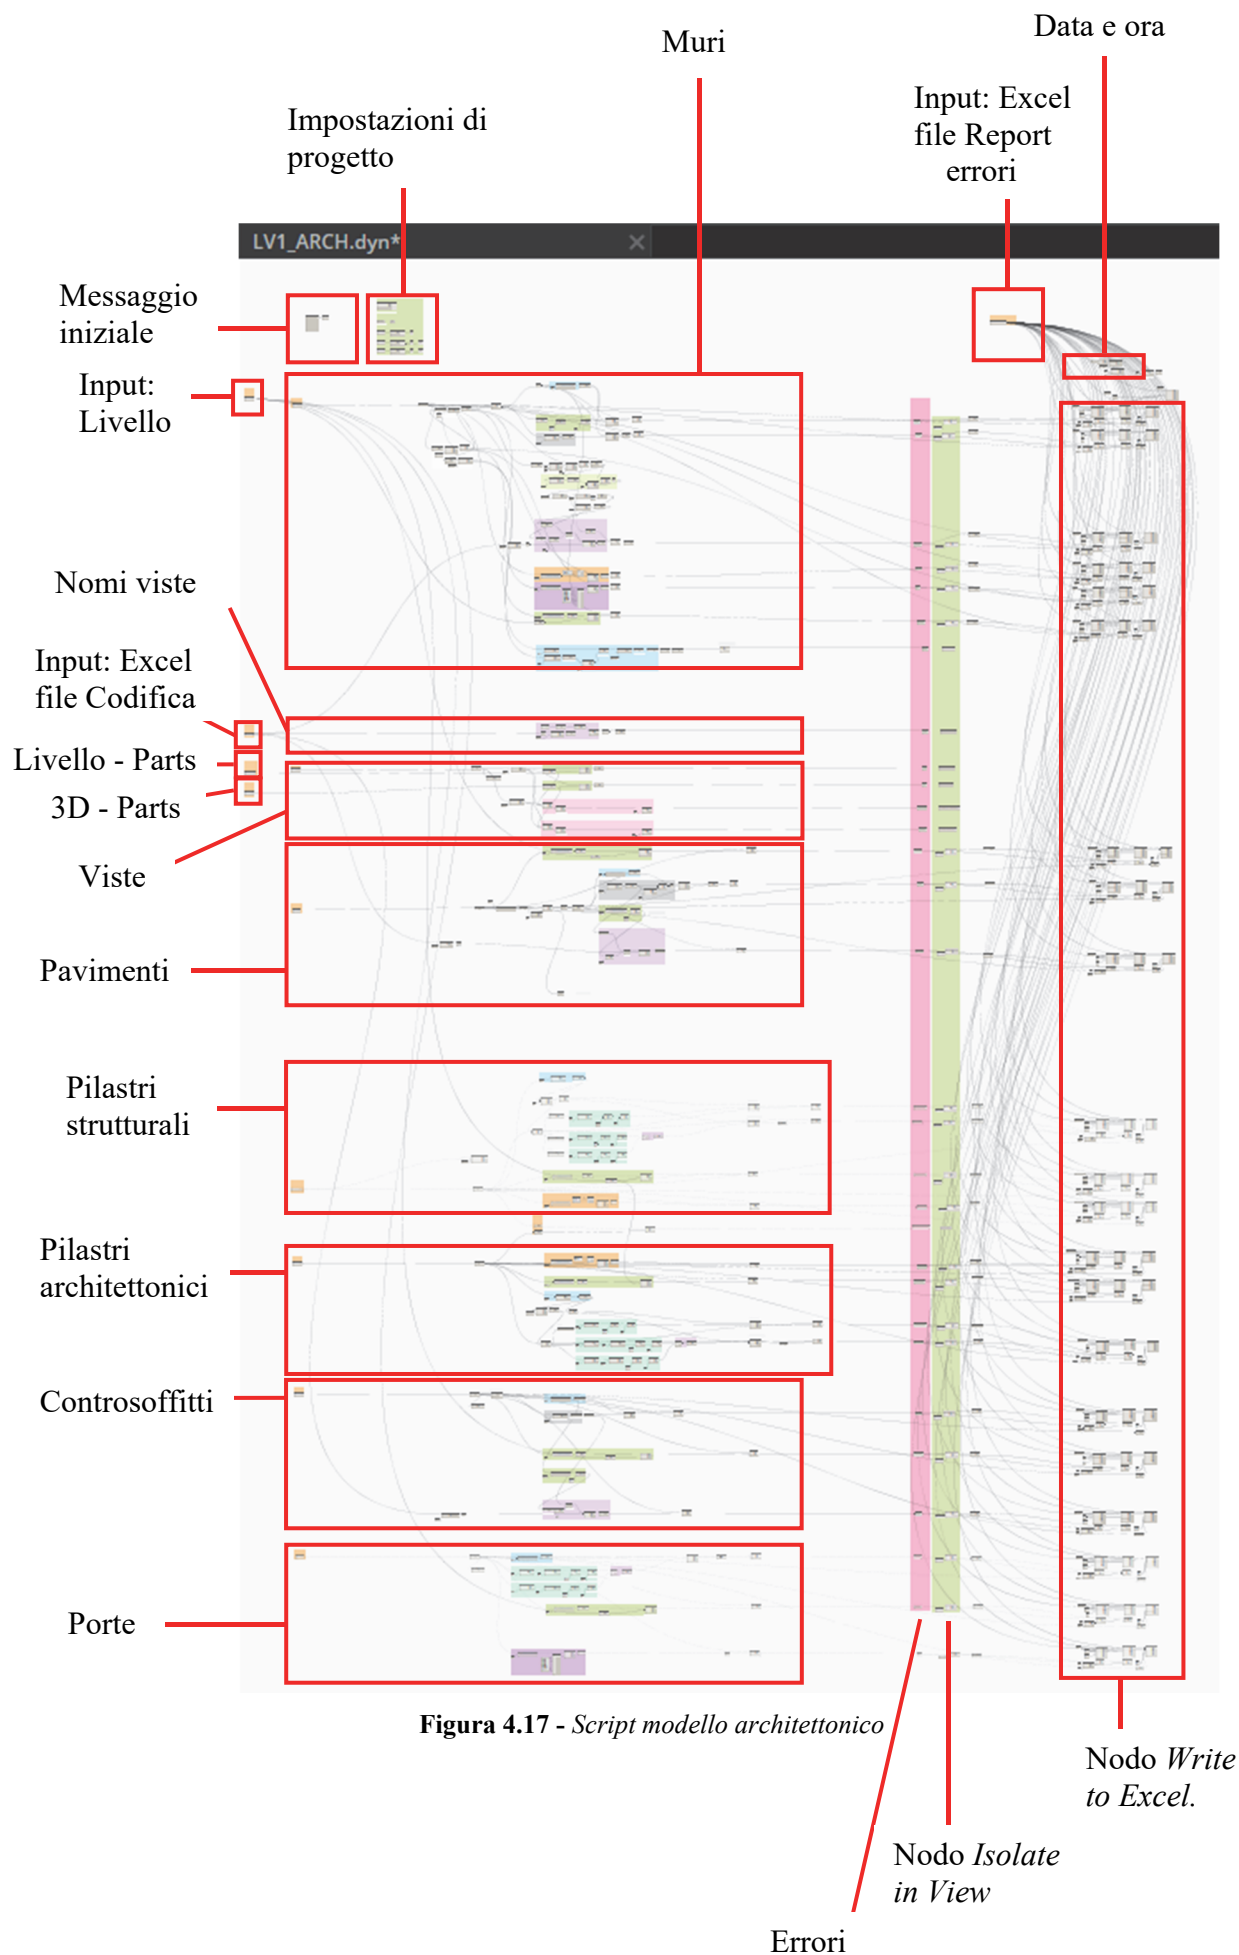 Data e ora
Muri
Input: Excel
file Report
errori
Impostazioni di
progetto
LV1_ARCH.dyn*
Messaggio
iniziale
Input:
Livello
Nomi viste
Input: Excel
file Codifica
Livello - Parts
3D - Parts
Viste
Pavimenti
Pilastri
strutturali
Pilastri
architettonici
Controsoffitti
Porte
Figura 4.17 - Script modello architettonico
Nodo Write
to Excel.
Nodo Isolate
in View
Errori